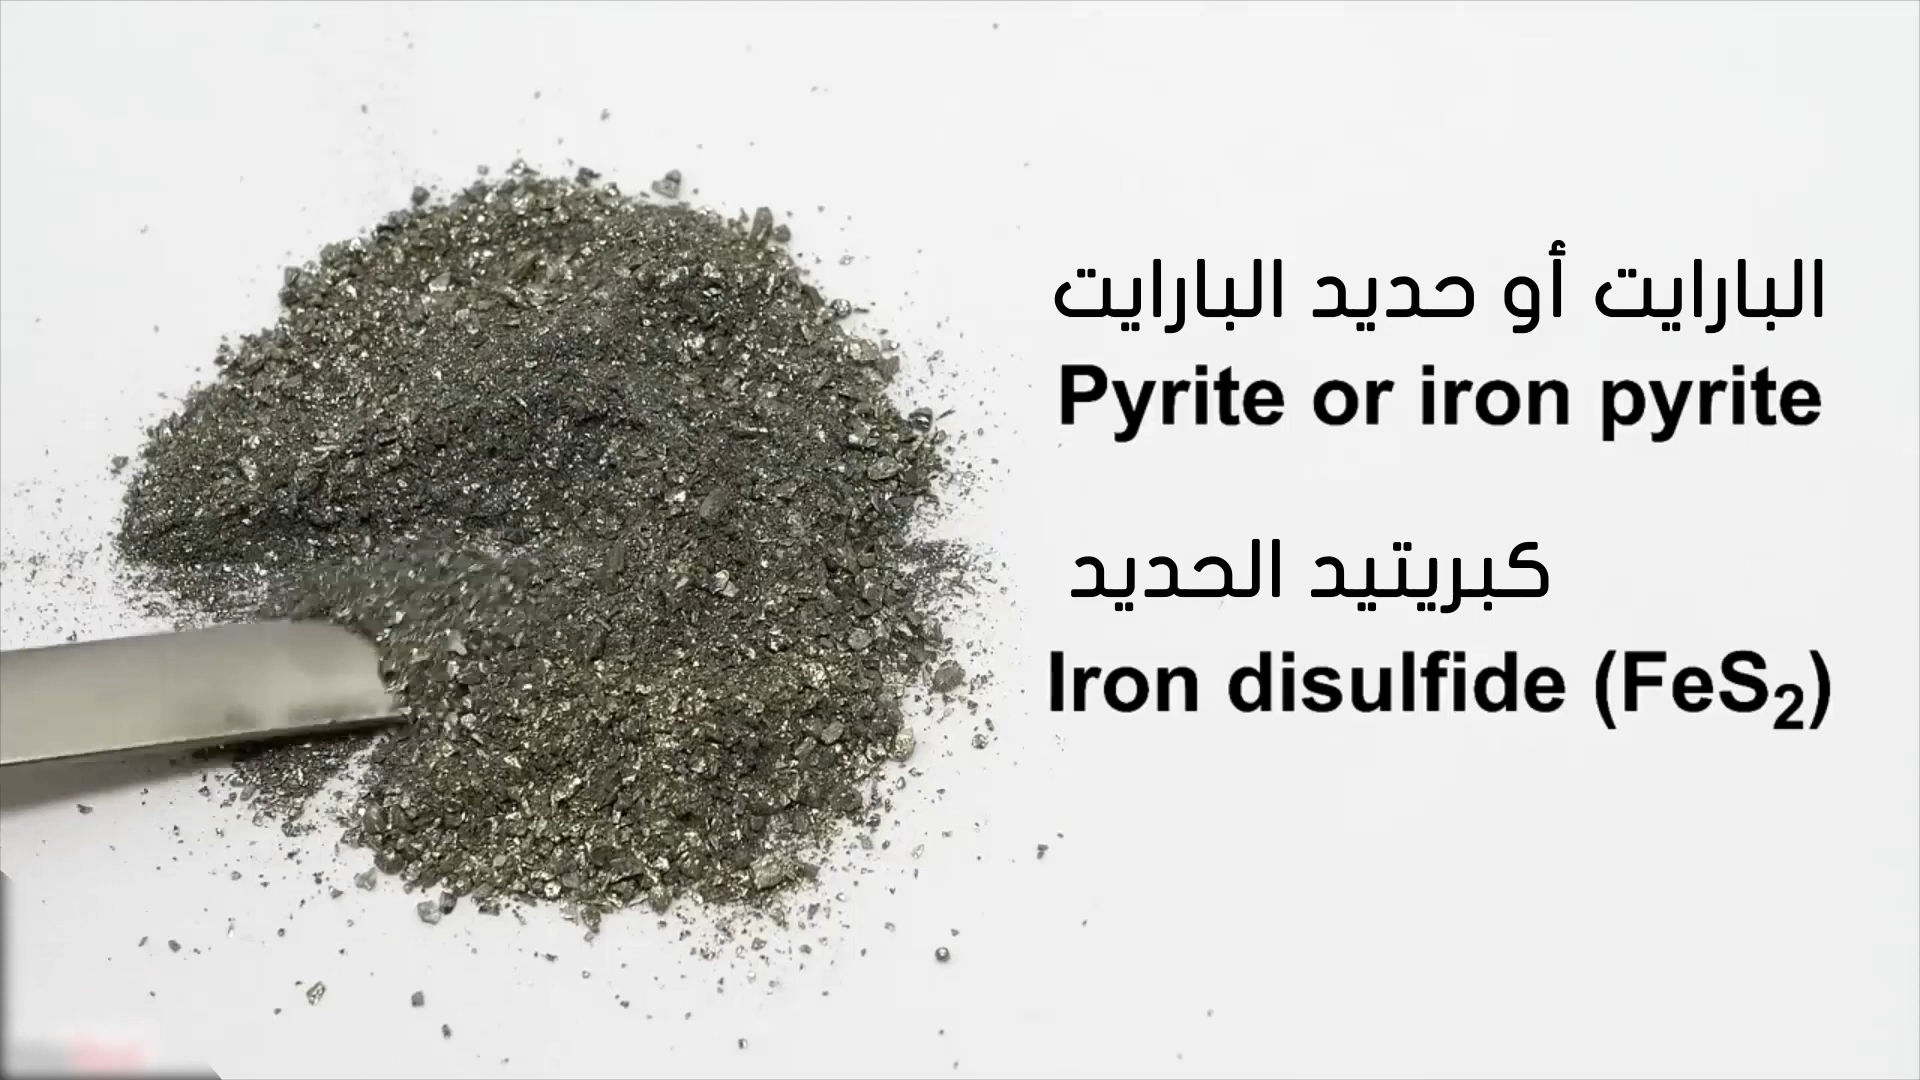 البارايت أو حديد البارايت
Pyrite or iron pyrite
كبريتيد الحديد
Iron disulfide (FeS₂)